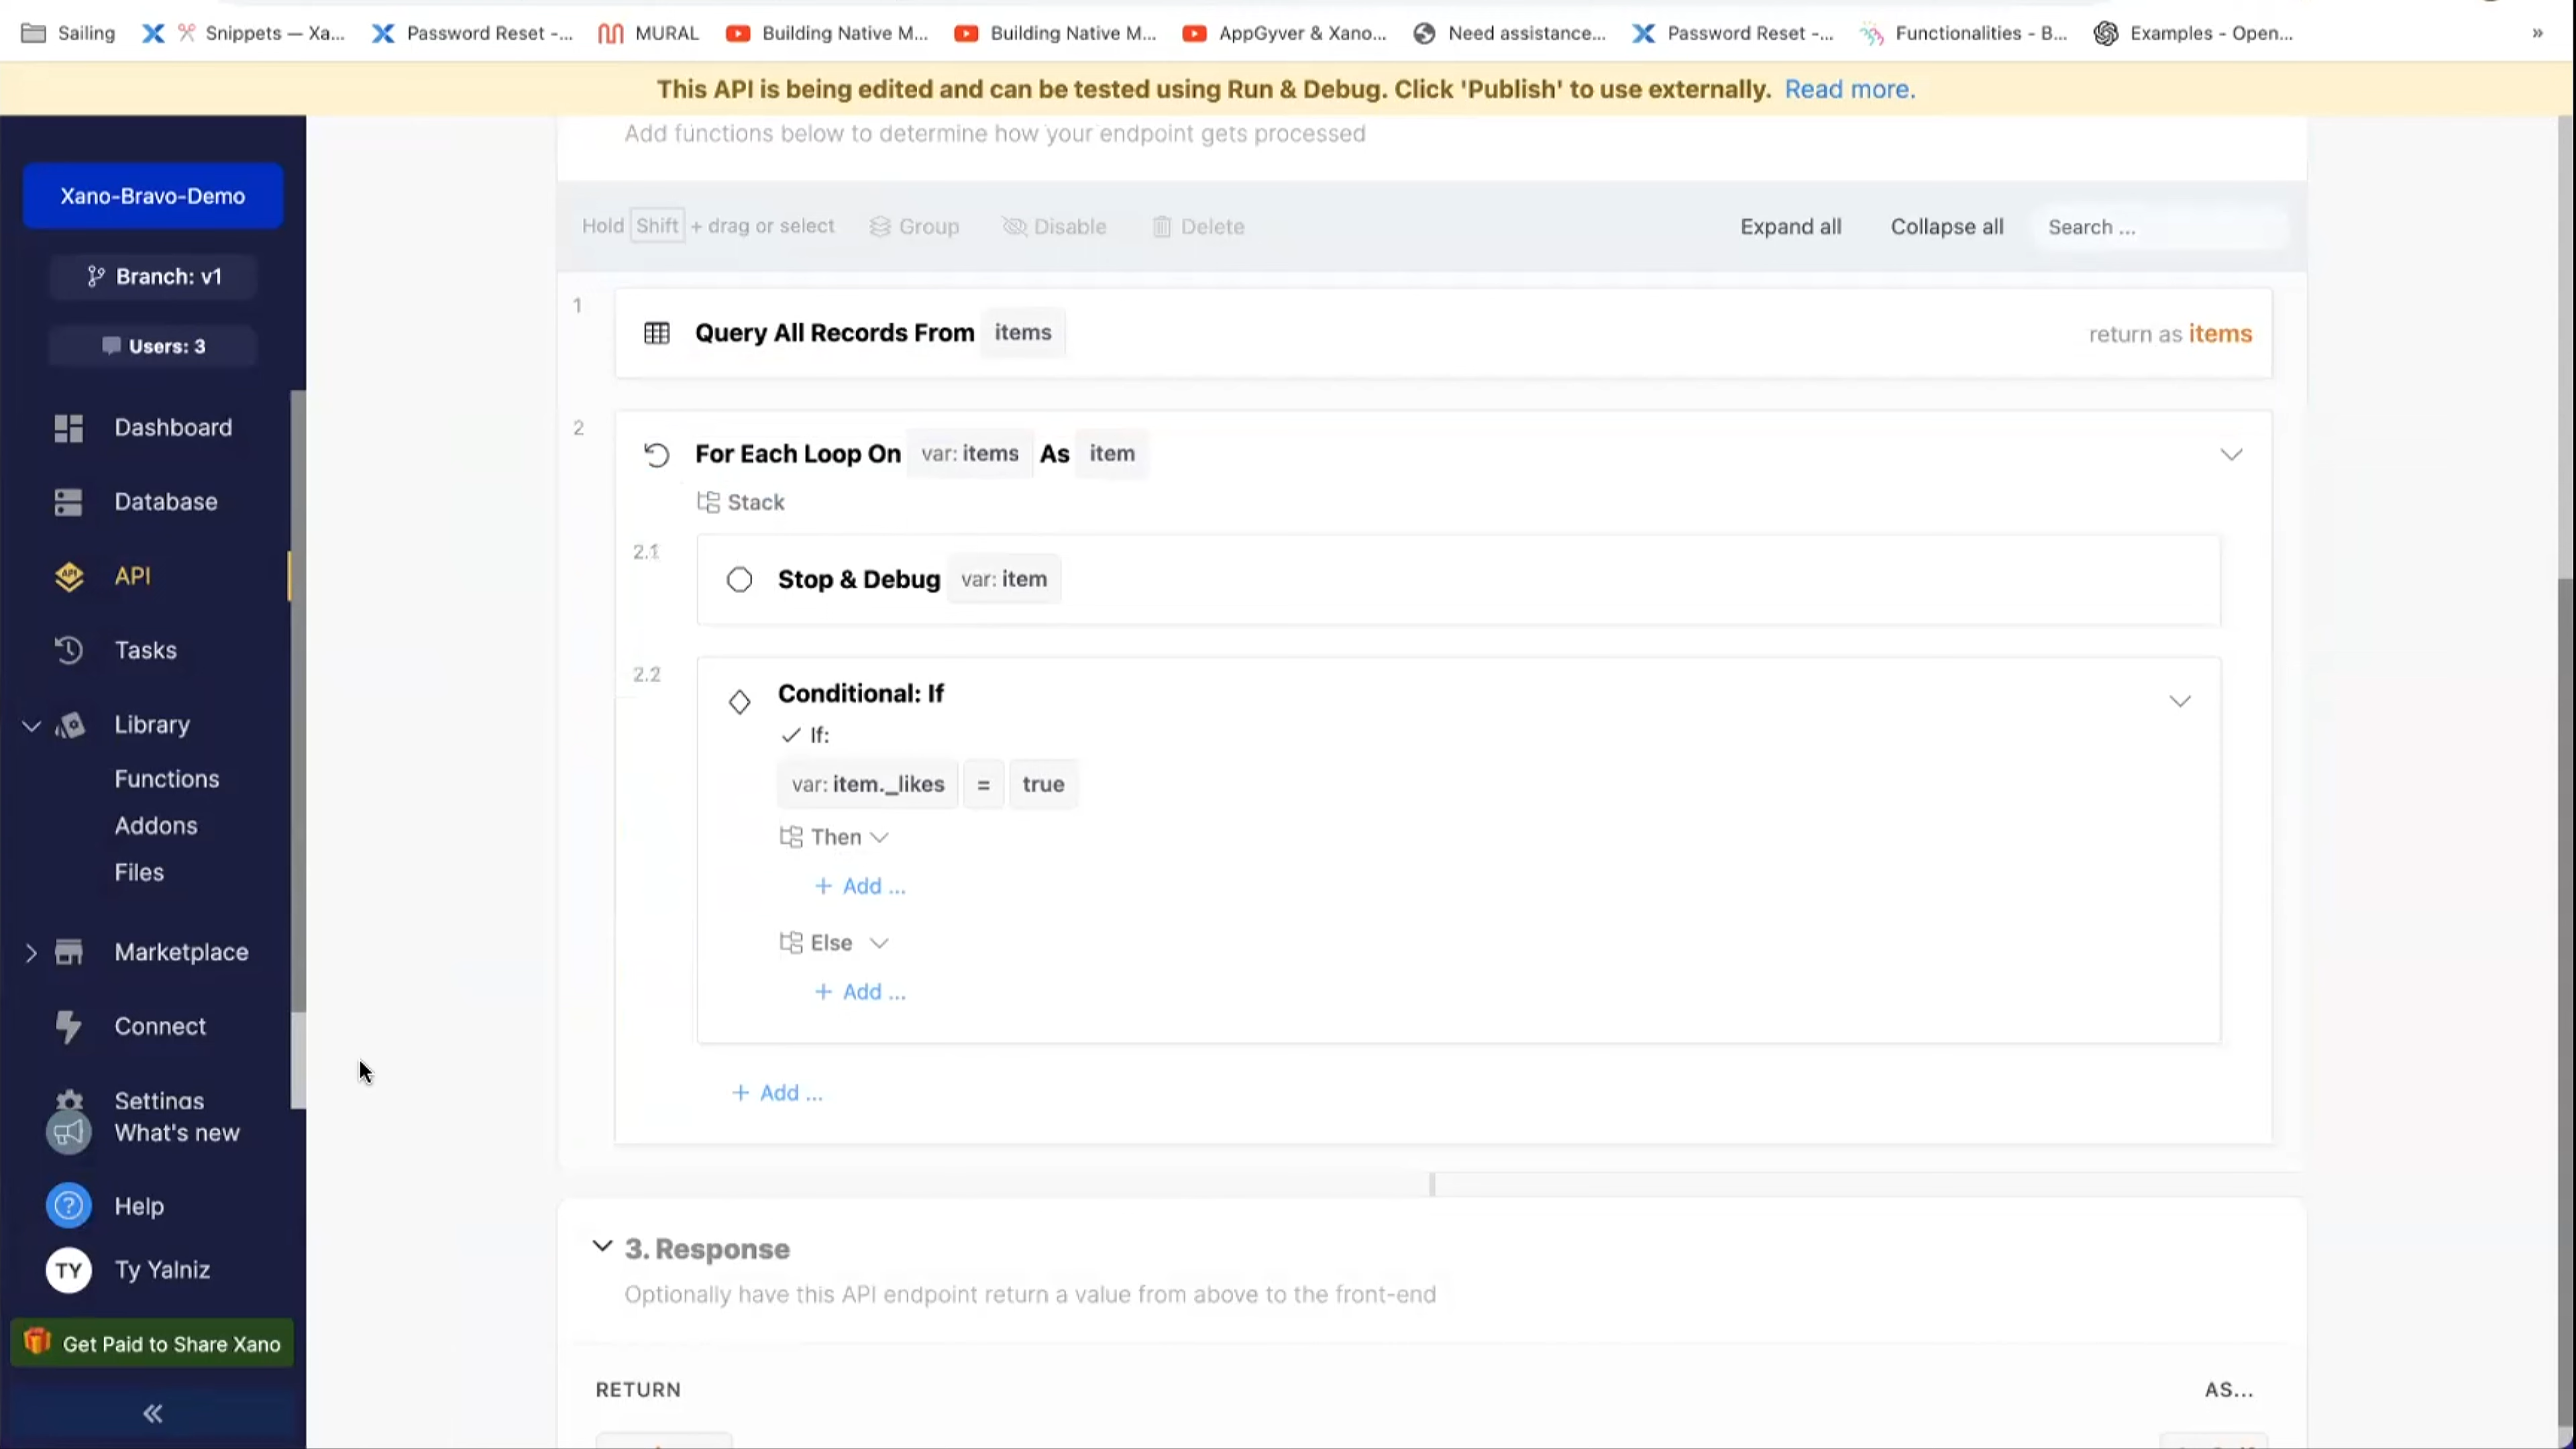 Sailing
Snippets — Xa...
Password Reset -...
MURAL
Building Native M...
Building Native M...
AppGyver & Xano...
Need assistance...
Password Reset -...
Functionalities - B...
Examples - Open...
»
This API is being edited and can be tested using Run & Debug. Click 'Publish' to use externally. Read more.
Xano-Bravo-Demo
Branch: v1
Users: 3
Dashboard
Database
API
Tasks
Library
Functions
Addons
Files
Marketplace
Connect
Settings
What's new
Help
TY Ty Yalniz
Get Paid to Share Xano
Add functions below to determine how your endpoint gets processed
Hold Shift + drag or select Group Disable Delete Expand all Collapse all Search ...
1 Query All Records From items return as items
2 For Each Loop On var: items As item
Stack
2.1 Stop & Debug var: item
2.2 Conditional: If
If:
var: item._likes = true
Then
+ Add ...
Else
+ Add ...
+ Add ...
3. Response
Optionally have this API endpoint return a value from above to the front-end
RETURN AS...